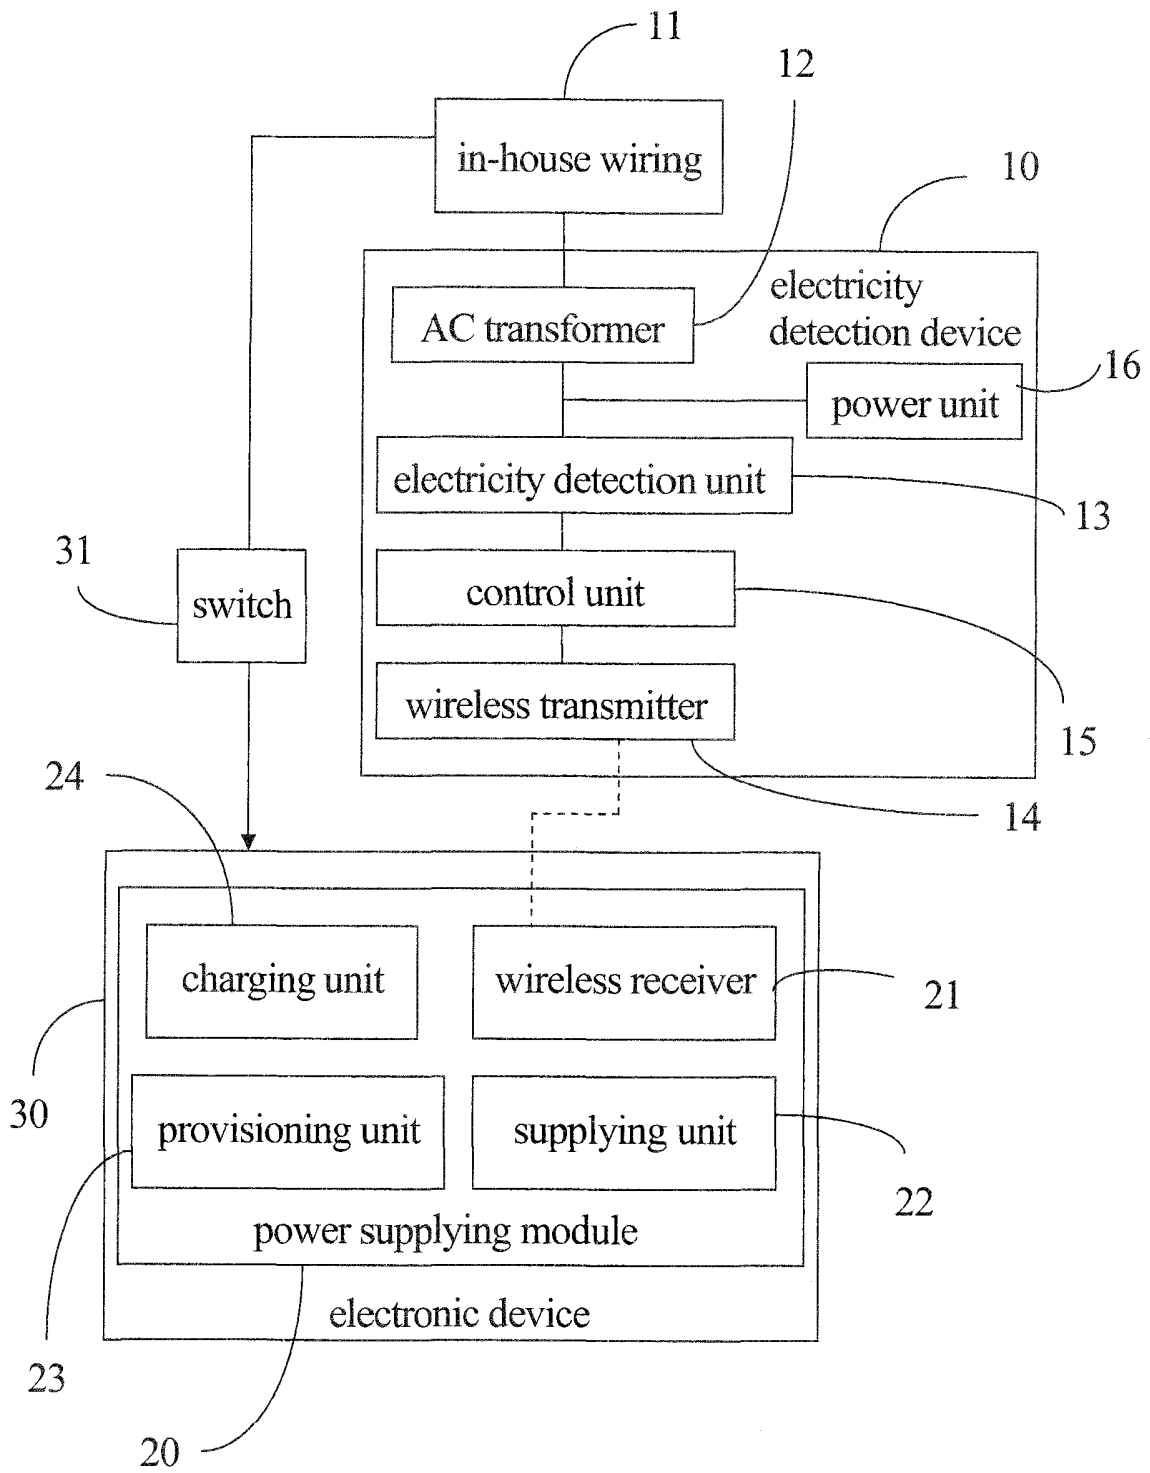 11
12
in-house wiring
10
electricity
detection device
AC transformer
16
power unit
electricity detection unit
13
31
control unit
switch
wireless transmitter
15
24
14
charging unit
wireless receiver
21
30
provisioning unit
supplying unit
22
power supplying module
electronic device
23
20